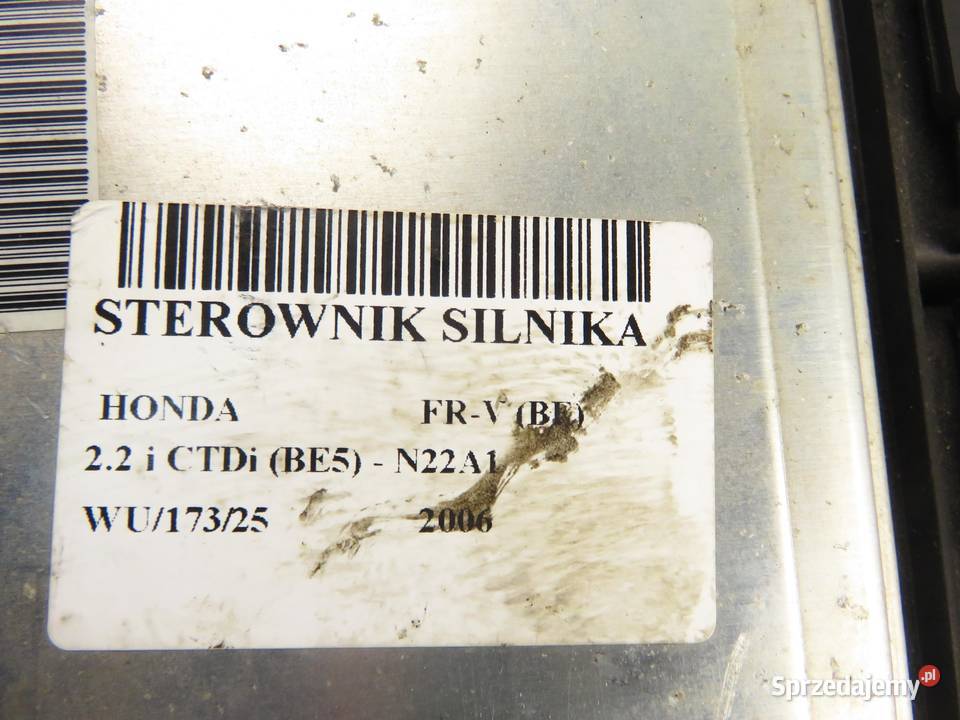 STEROWNIK SILNIKA
HONDA FR-V (BE)
2.2 i CTDi (BE5) - N22A1
WU/173/25 2006
Sprzedajemy.pl